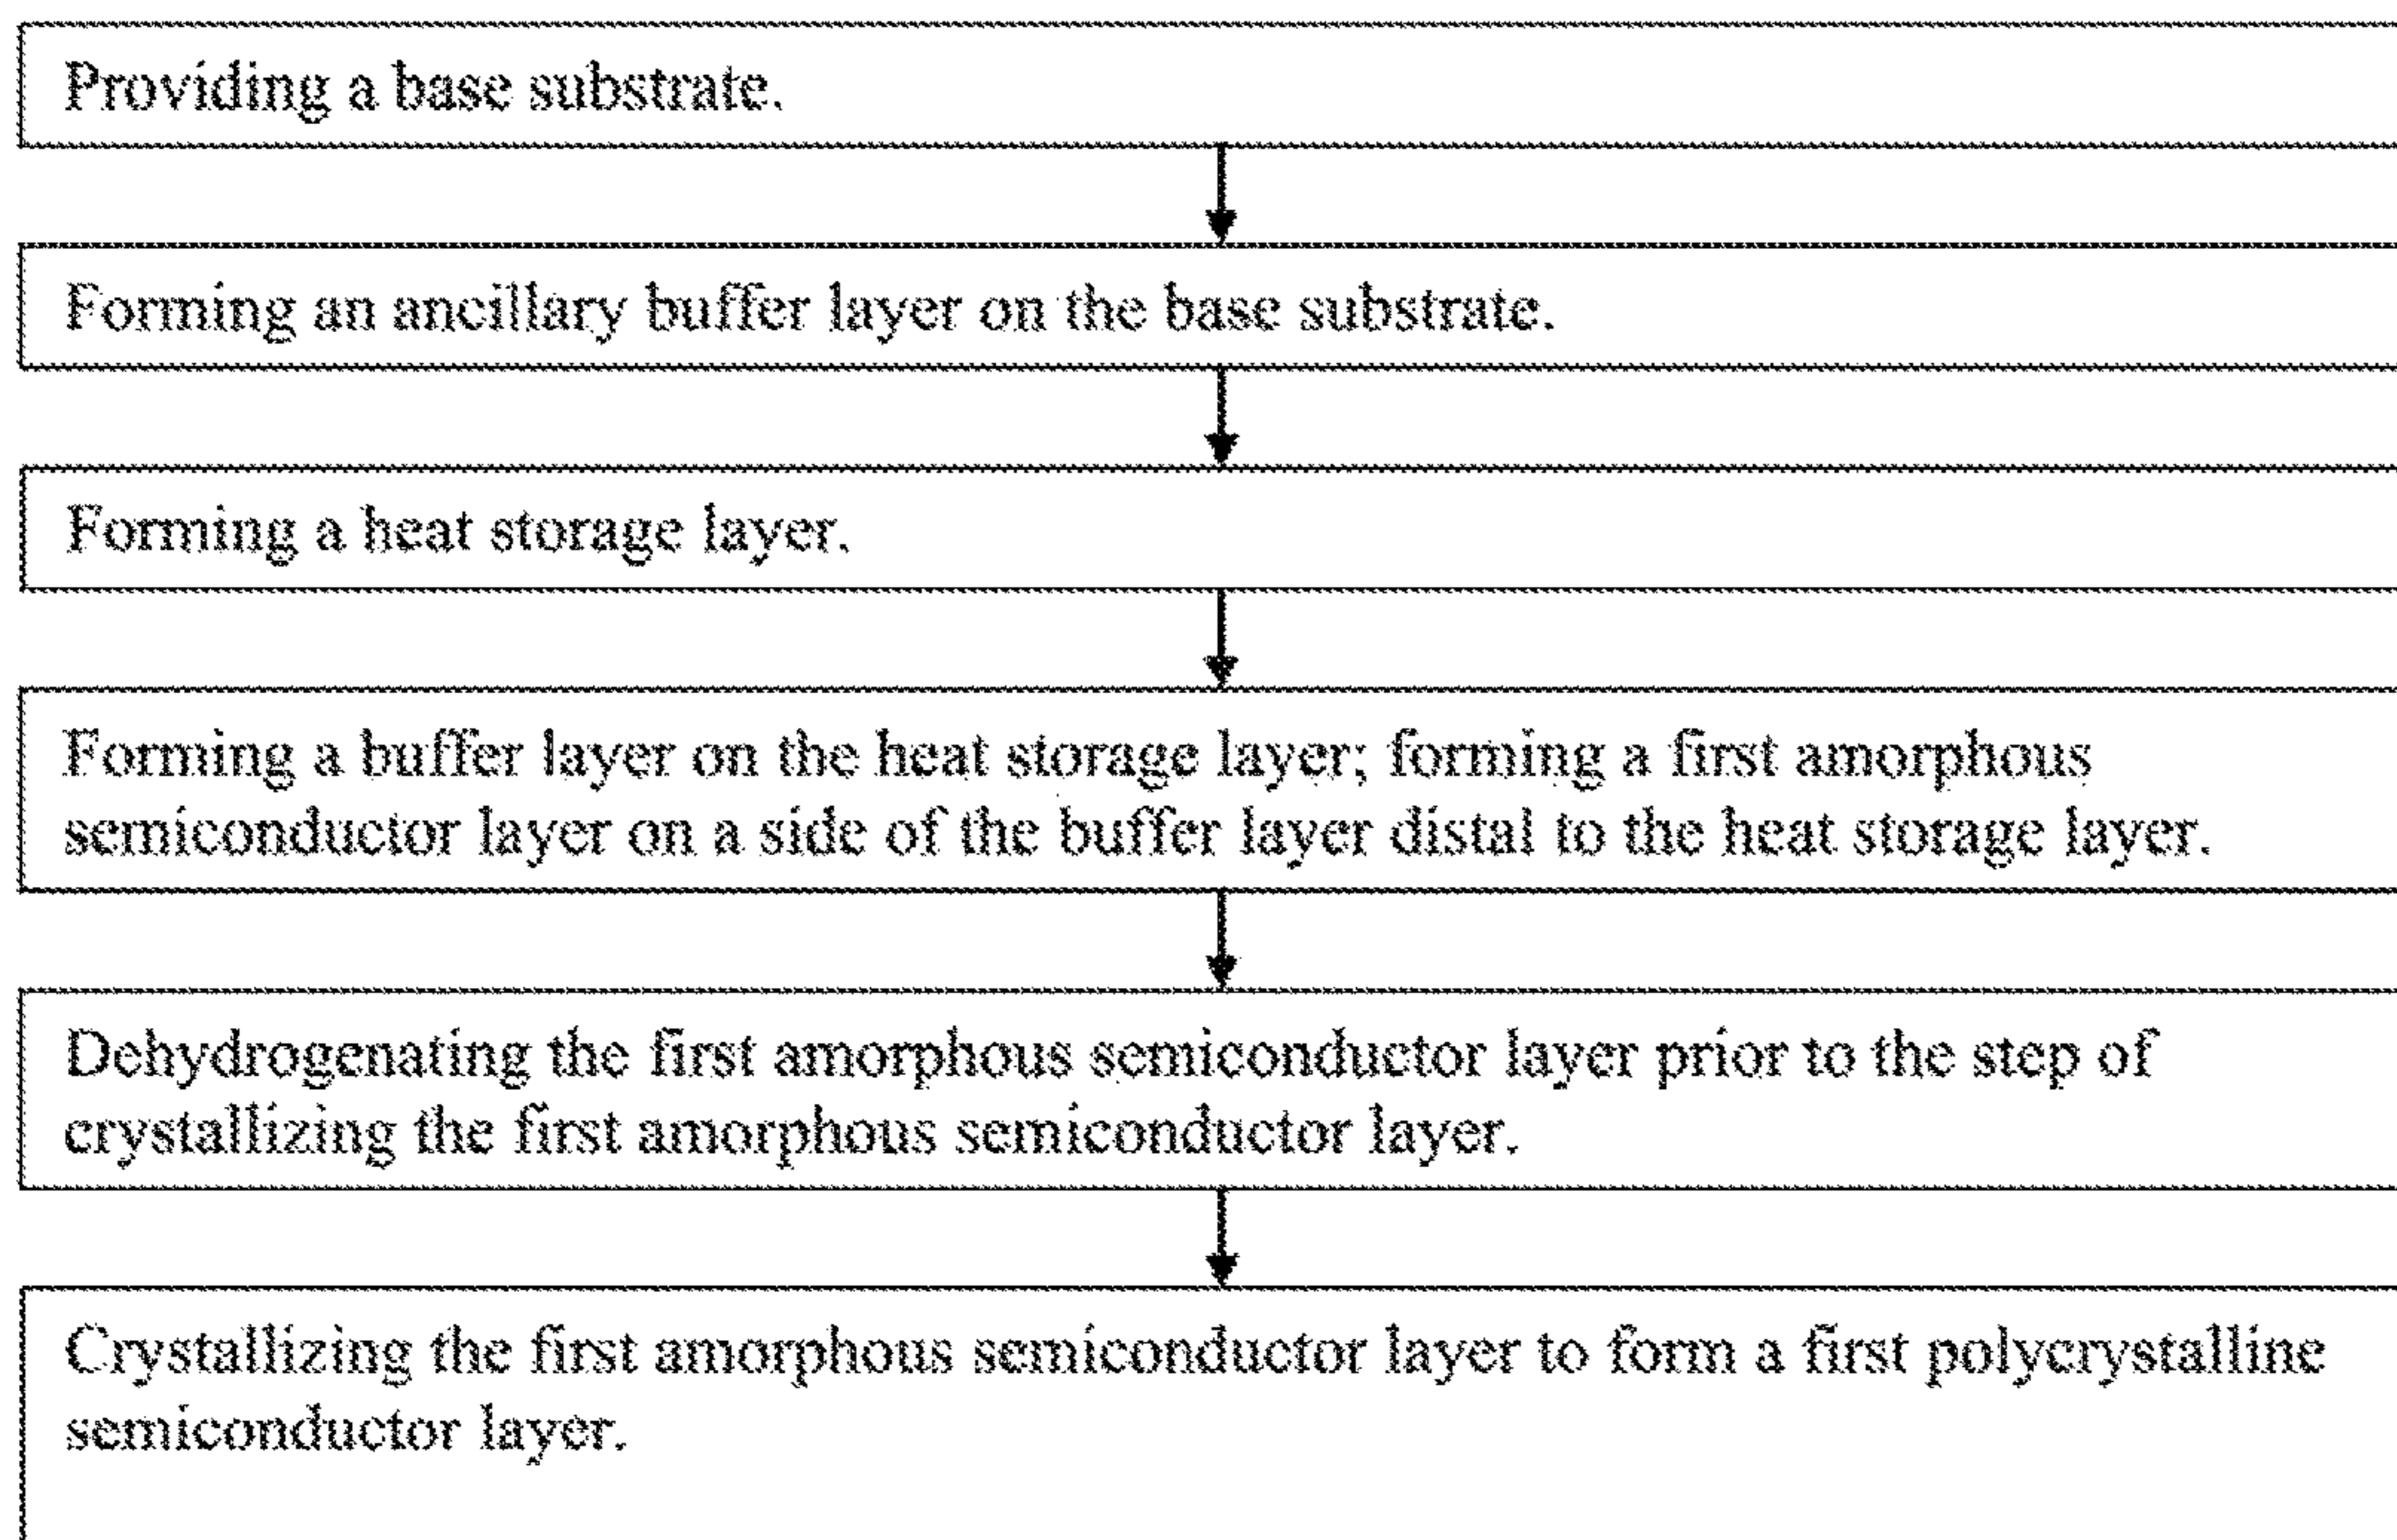 Providing a base substrate.
Forming an ancillary buffer layer on the base substrate.
Forming a heat storage layer.
Forming a buffer layer on the heat storage layer; forming a first amorphous
semiconductor layer on a side of the buffer layer distal to the heat storage layer.
Dehydrogenating the first amorphous semiconductor layer prior to the step of
crystallizing the first amorphous semiconductor layer.
Crystallizing the first amorphous semiconductor layer to form a first polycrystalline
semiconductor layer.